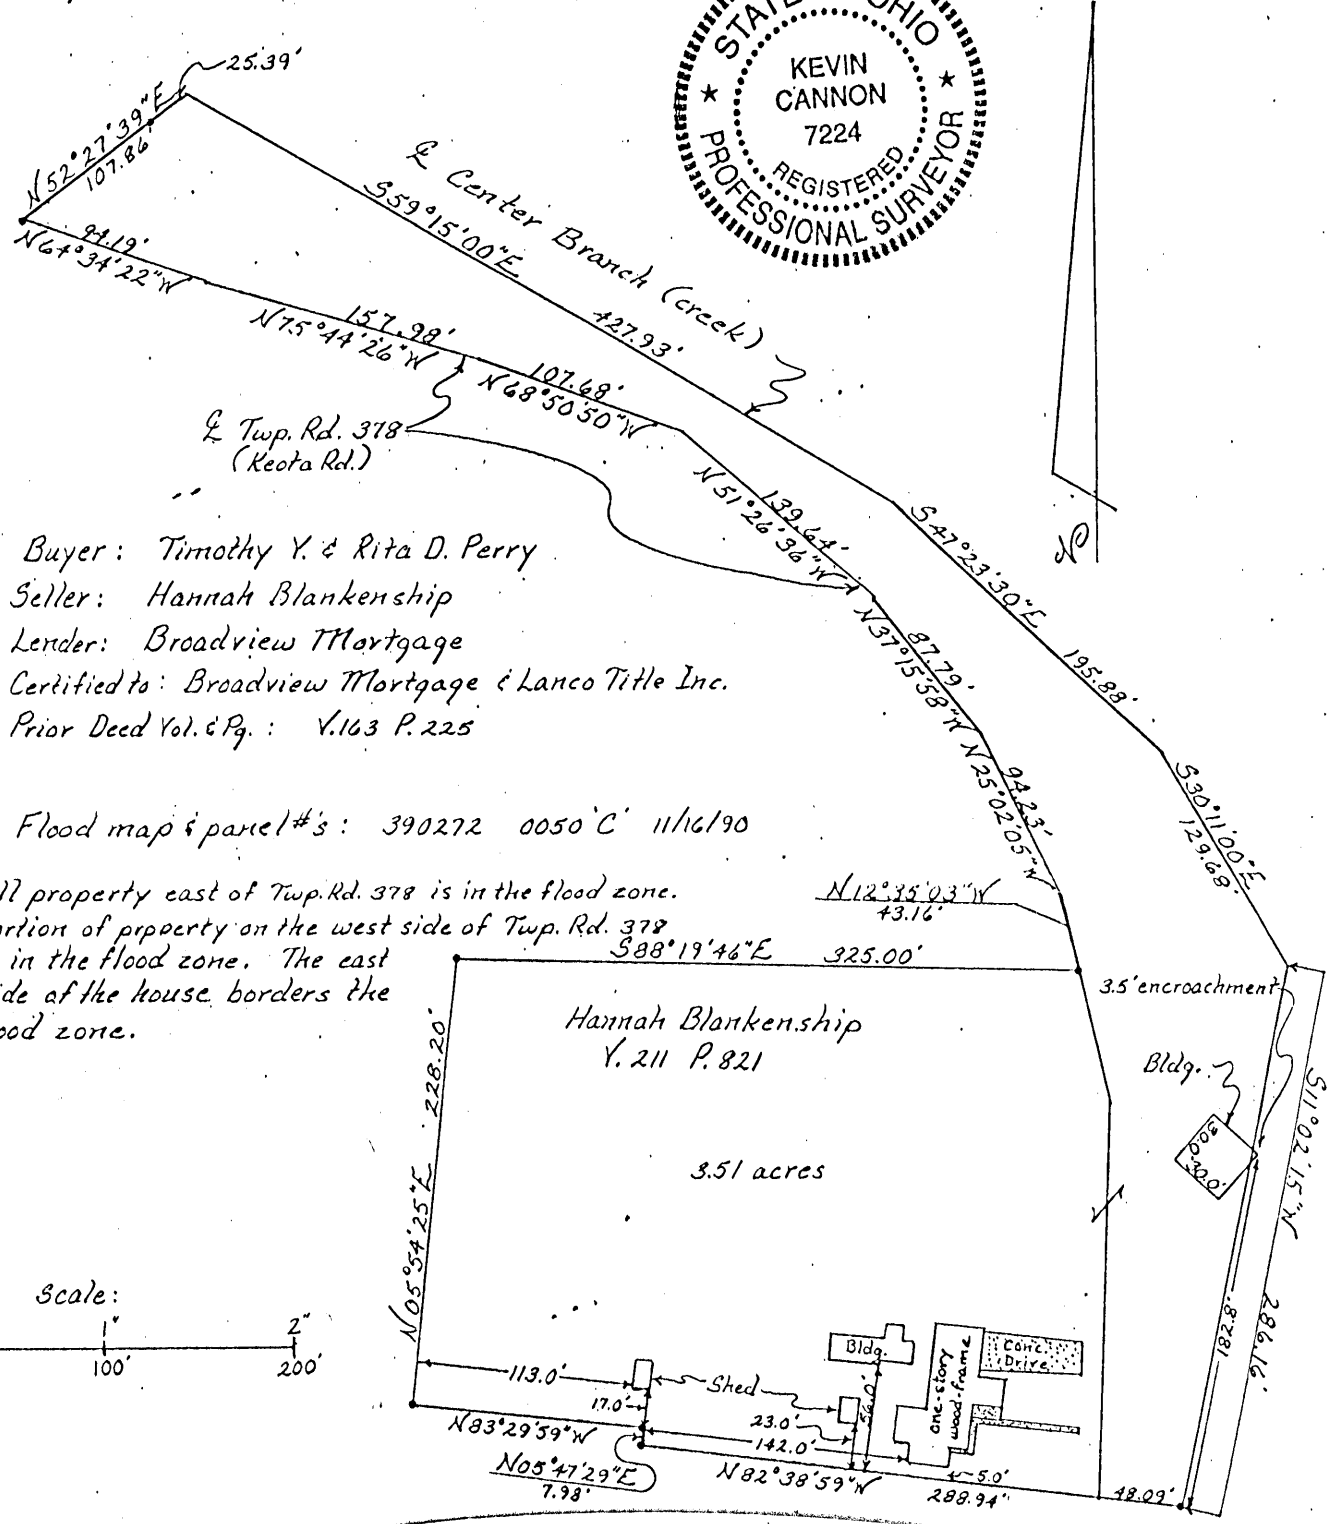 STATE
OHIO
KEVIN
CANNON
7224
REGISTERED
PROFESSIONAL SURVEYOR
25.39'
N52°27'39"E
107.86'
94.19'
N64°34'22"W
℄ Center Branch (creek)
S59°15'00"E
427.93'
157.98'
N75°44'26"W
107.68'
N68°50'50"W
℄ Twp. Rd. 378
(Keota Rd.)
139.64'
N51°26'36"W
S47°23'30"E
195.88'
N
Buyer: Timothy Y. & Rita D. Perry
Seller: Hannah Blankenship
Lender: Broadview Mortgage
Certified to: Broadview Mortgage & Lanco Title Inc.
Prior Deed Vol. & Pg.: V.163 P.225
87.79'
N37°15'58"W
94.23'
N25°02'05"W
S30°11'00"E
129.68'
Flood map & panel #'s: 390272 0050 'C' 11/16/90
property east of Twp. Rd. 378 is in the flood zone.
of property on the west side of Twp. Rd. 378
in the flood zone. The east
of the house borders the
zone.
N12°35'03"W
43.16'
S88°19'46"E 325.00'
3.5' encroachment
Hannah Blankenship
V. 211 P. 821
3.51 acres
N05°54'25"E 228.20'
Bldg.
30.0'
30.0'
S11°02'15"W
286.16'
182.8'
Scale:
1" 2"
100' 200'
113.0'
Shed
17.0'
23.0'
142.0'
56.0'
Bldg.
one-story
wood-frame
Conc.
Drive
5.0'
N83°29'59"W
N05°47'29"E
7.98'
N82°38'59"W
288.94'
48.09'